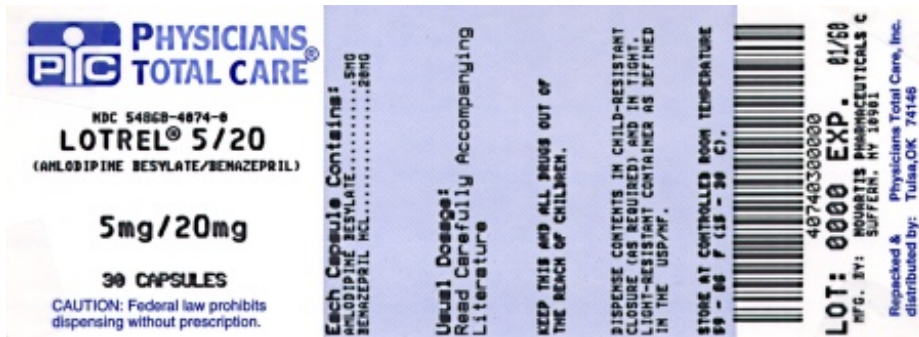 PTC PHYSICIANS
TOTAL CARE®
NDC 54868-4074-0
LOTREL® 5/20
(AMLODIPINE BESYLATE/BENAZEPRIL)
5mg/20mg
30 CAPSULES
CAUTION: Federal law prohibits
dispensing without prescription.
Each Capsule Contains:
AMLODIPINE BESYLATE..........5MG
BENAZEPRIL HCL..........20MG
Usual Dosage:
Read Carefully Accompanying
Literature
KEEP THIS AND ALL DRUGS OUT OF
THE REACH OF CHILDREN.
DISPENSE CONTENTS IN CHILD-RESISTANT
CLOSURE (AS REQUIRED) AND IN TIGHT,
LIGHT-RESISTANT CONTAINER AS DEFINED
IN THE USP/NF.
STORE AT CONTROLLED ROOM TEMPERATURE
59 - 86 F (15 - 30 C).
40740300000
LOT: 0000 EXP. 01/60
MFG. BY: NOVARTIS PHARMACEUTICALS C
SUFFERN, NY 10901
Repacked & Physicians Total Care, Inc.
distributed by: Tulsa,OK 74146